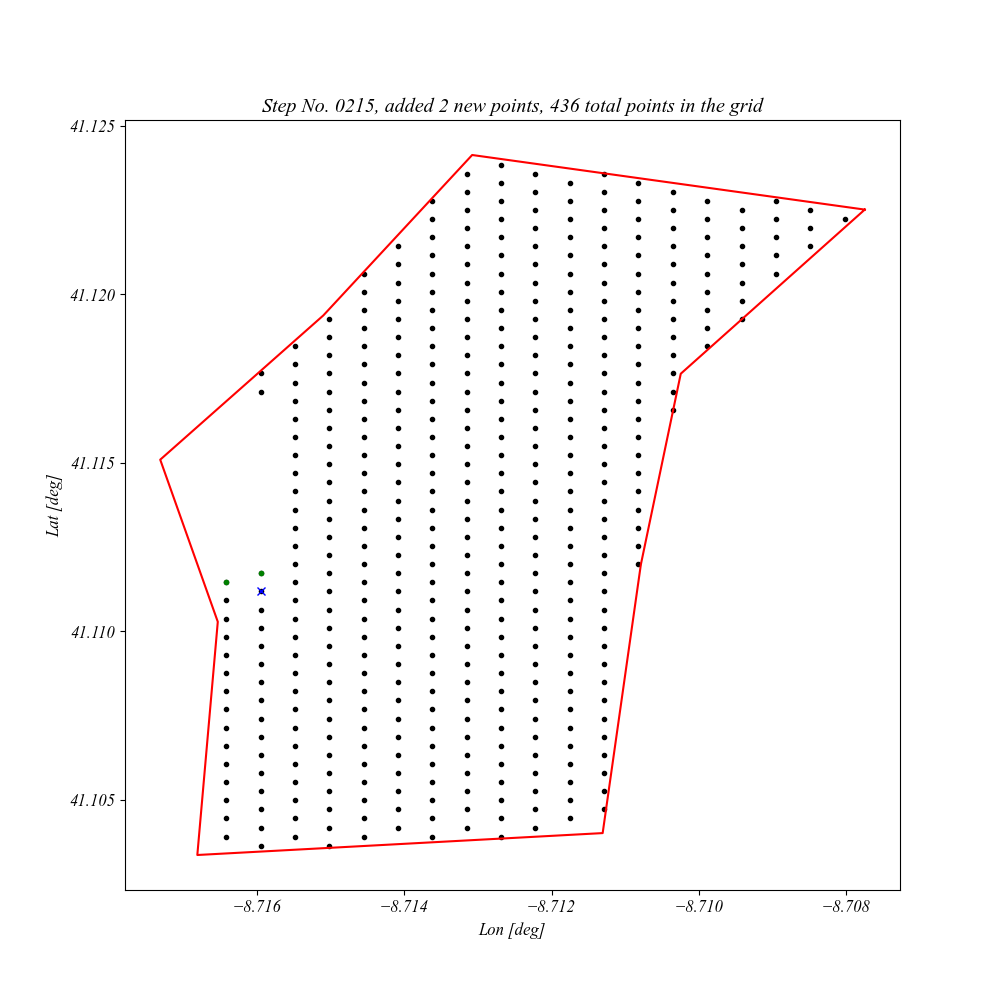 Step No. 0215, added 2 new points, 436 total points in the grid
41.125
41.120
41.115
41.110
41.105
Lat [deg]
−8.716 −8.714 −8.712 −8.710 −8.708
Lon [deg]